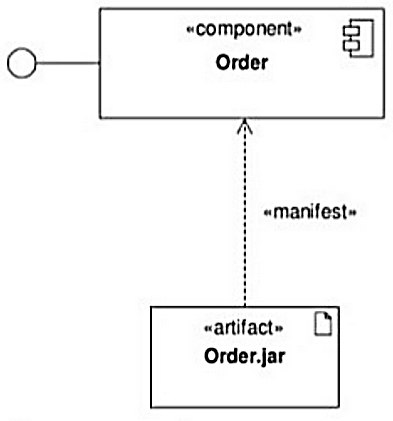 «component»
Order
«manifest»
«artifact»
Order.jar